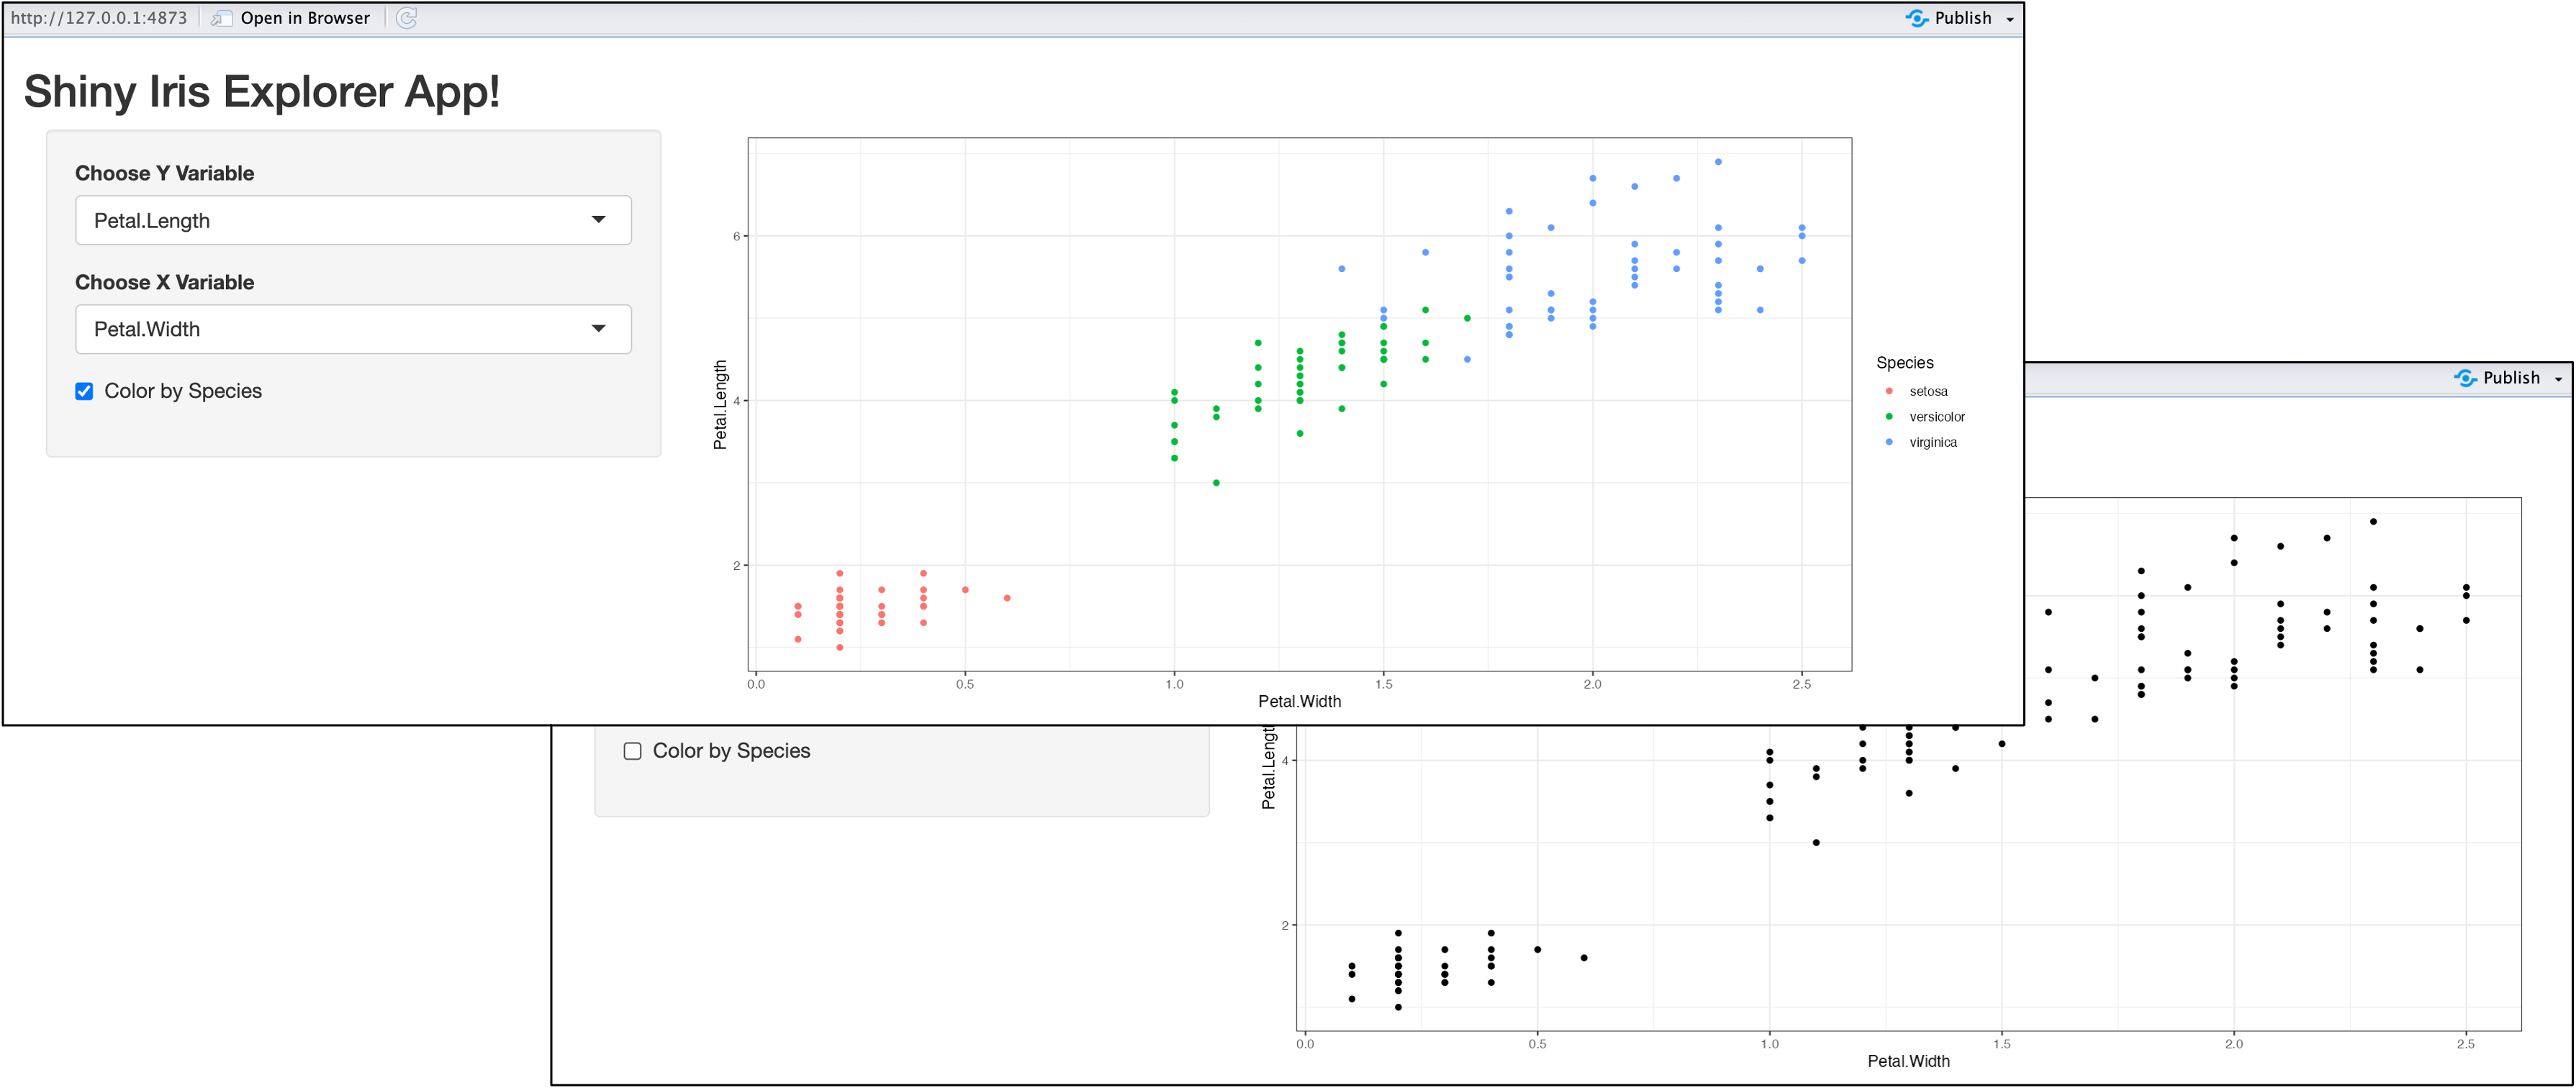 http://127.0.0.1:4873 Open in Browser Publish
Shiny Iris Explorer App!
Choose Y Variable
Petal.Length
Choose X Variable
Petal.Width
Color by Species
6
4
2
Petal.Length
0.0 0.5 1.0 1.5 2.0 2.5
Petal.Width
Species
setosa
versicolor
virginica
Publish
Color by Species
4
2
Petal.Length
0.0 0.5 1.0 1.5 2.0 2.5
Petal.Width